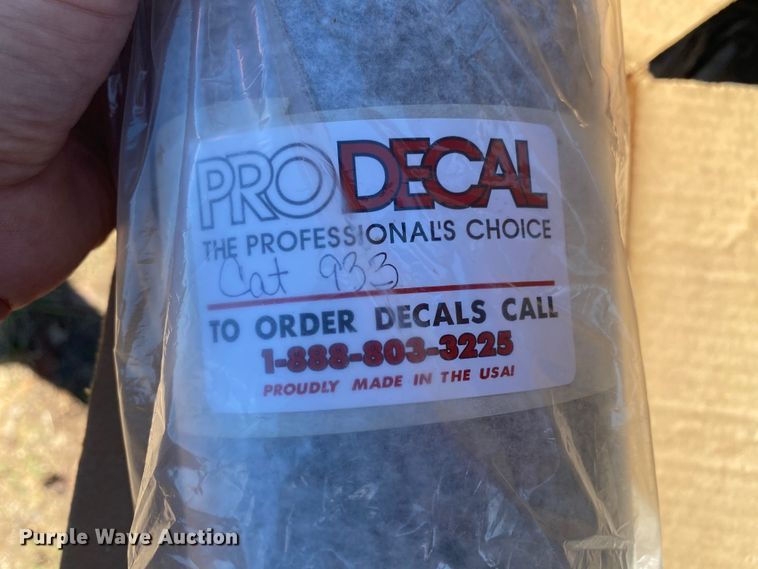 PRODECAL
THE PROFESSIONAL'S CHOICE
Cat 933
TO ORDER DECALS CALL
1-888-803-3225
PROUDLY MADE IN THE USA!
Purple Wave Auction